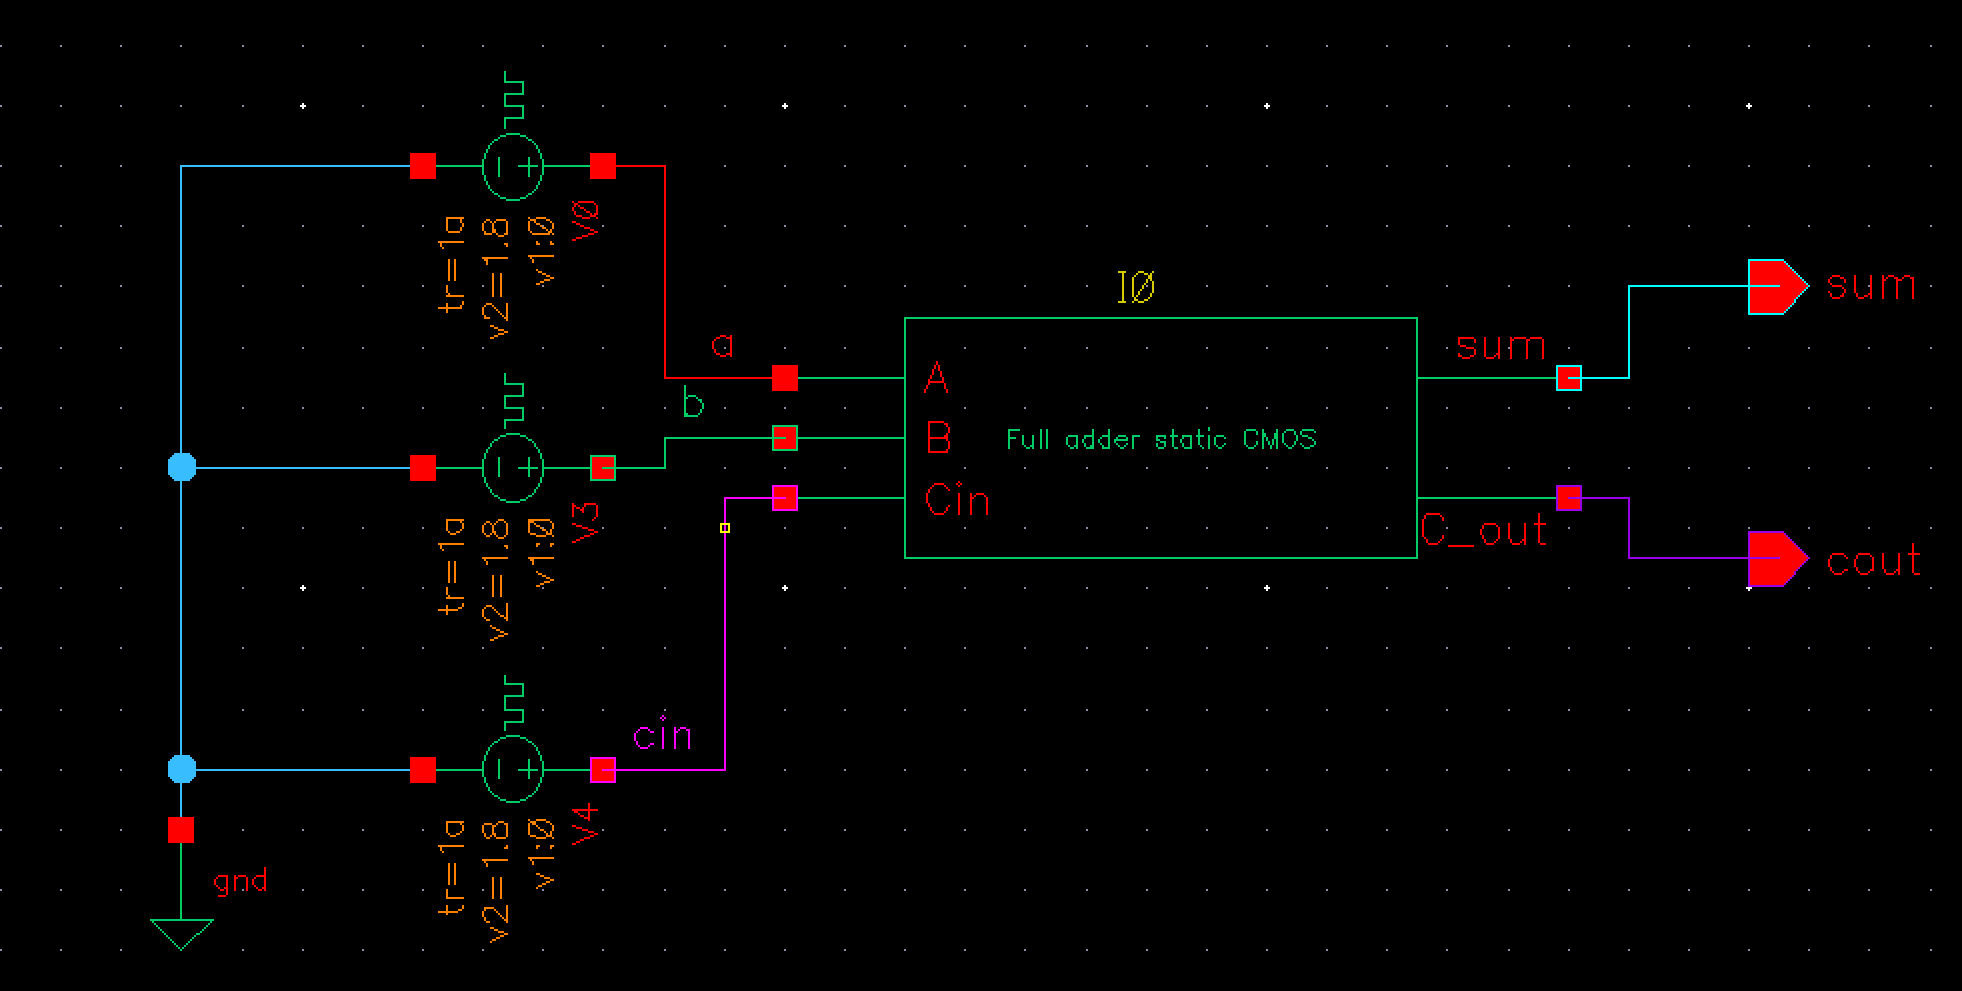 tr=1a
v2=1.8
v1:0
V0
I0
a
A
sum
sum
b
B
Full adder static CMOS
Cin
C_out
cout
tr=1a
v2=1.8
v1:0
V3
cin
tr=1a
v2=1.8
v1:0
V4
gnd